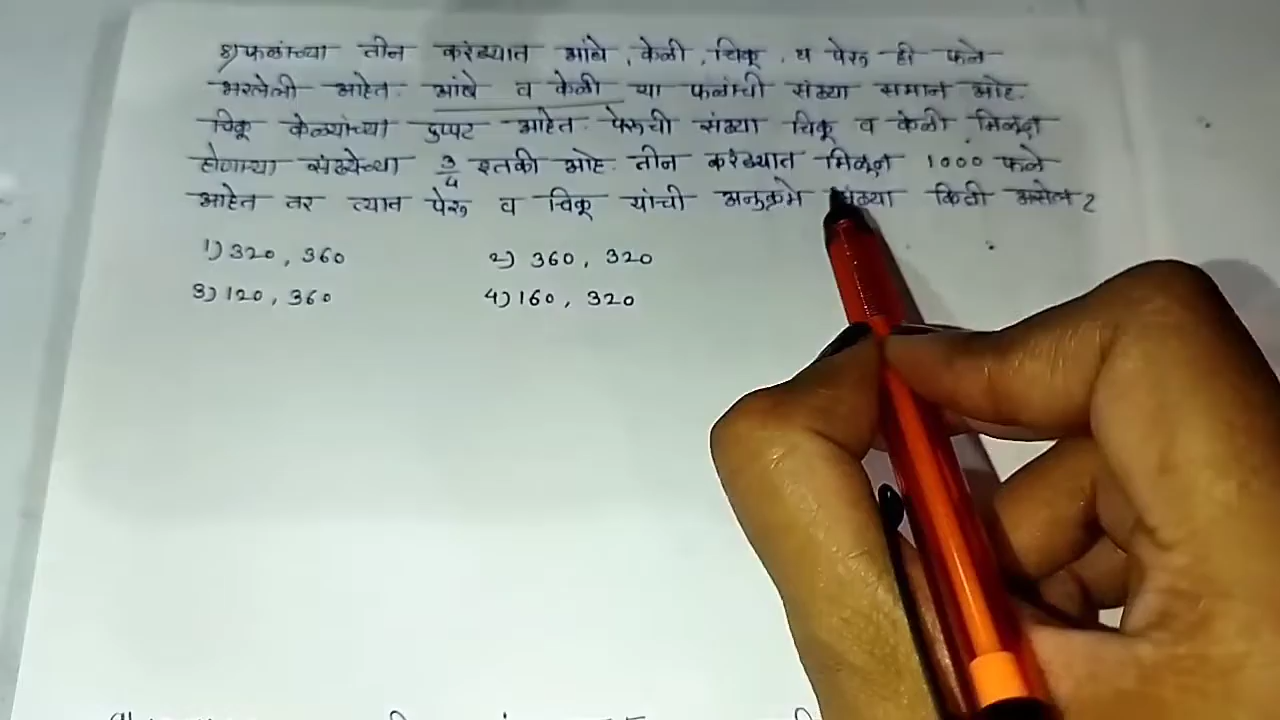 8) फळांच्या तीन करंड्यात आंबे, केळी, चिकू, व पेरू ही फळे
भरलेली आहेत. आंबे व केळी या फळांची संख्या समान आहे.
चिकू केळ्यांच्या दुप्पट आहेत. पेरूची संख्या चिकू व केळी मिळून
होणाऱ्या संख्येच्या 3/4 इतकी आहे. तीन करंड्यात मिळून 1000 फळे
आहेत तर त्यात पेरू व चिकू यांची अनुक्रमे संख्या किती असेल?
1) 320, 360 2) 360, 320
3) 120, 360 4) 160, 320